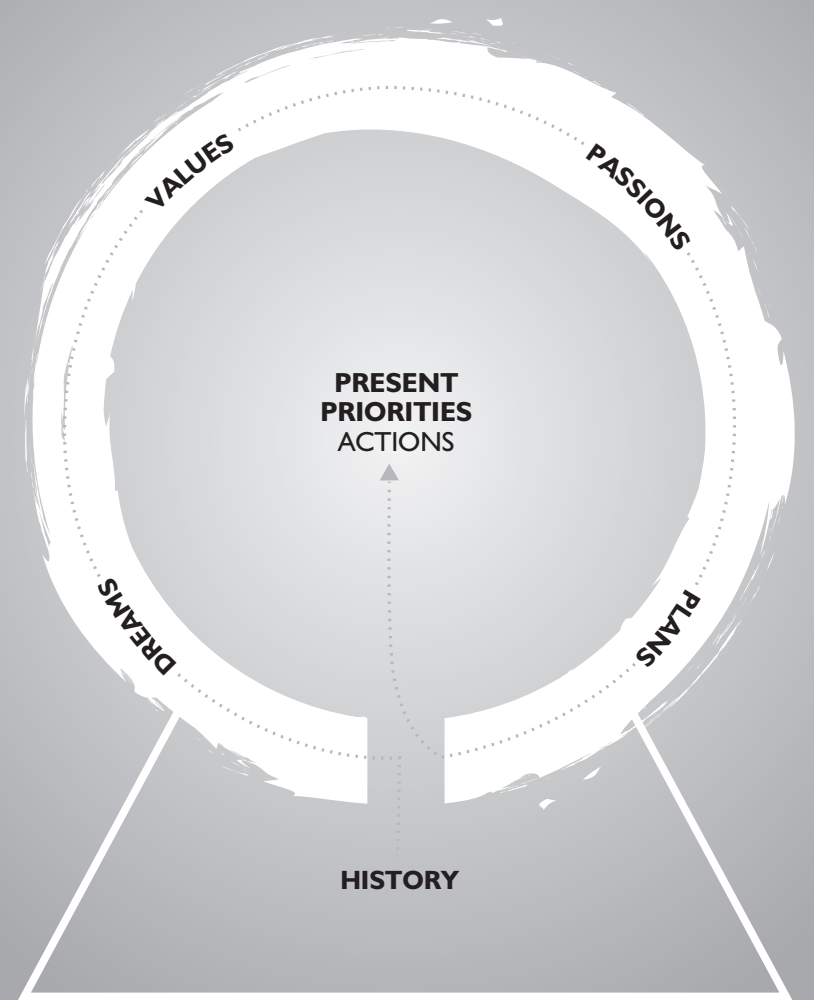 VALUES
PASSIONS
PRESENT
PRIORITIES
ACTIONS
DREAMS
PLANS
HISTORY